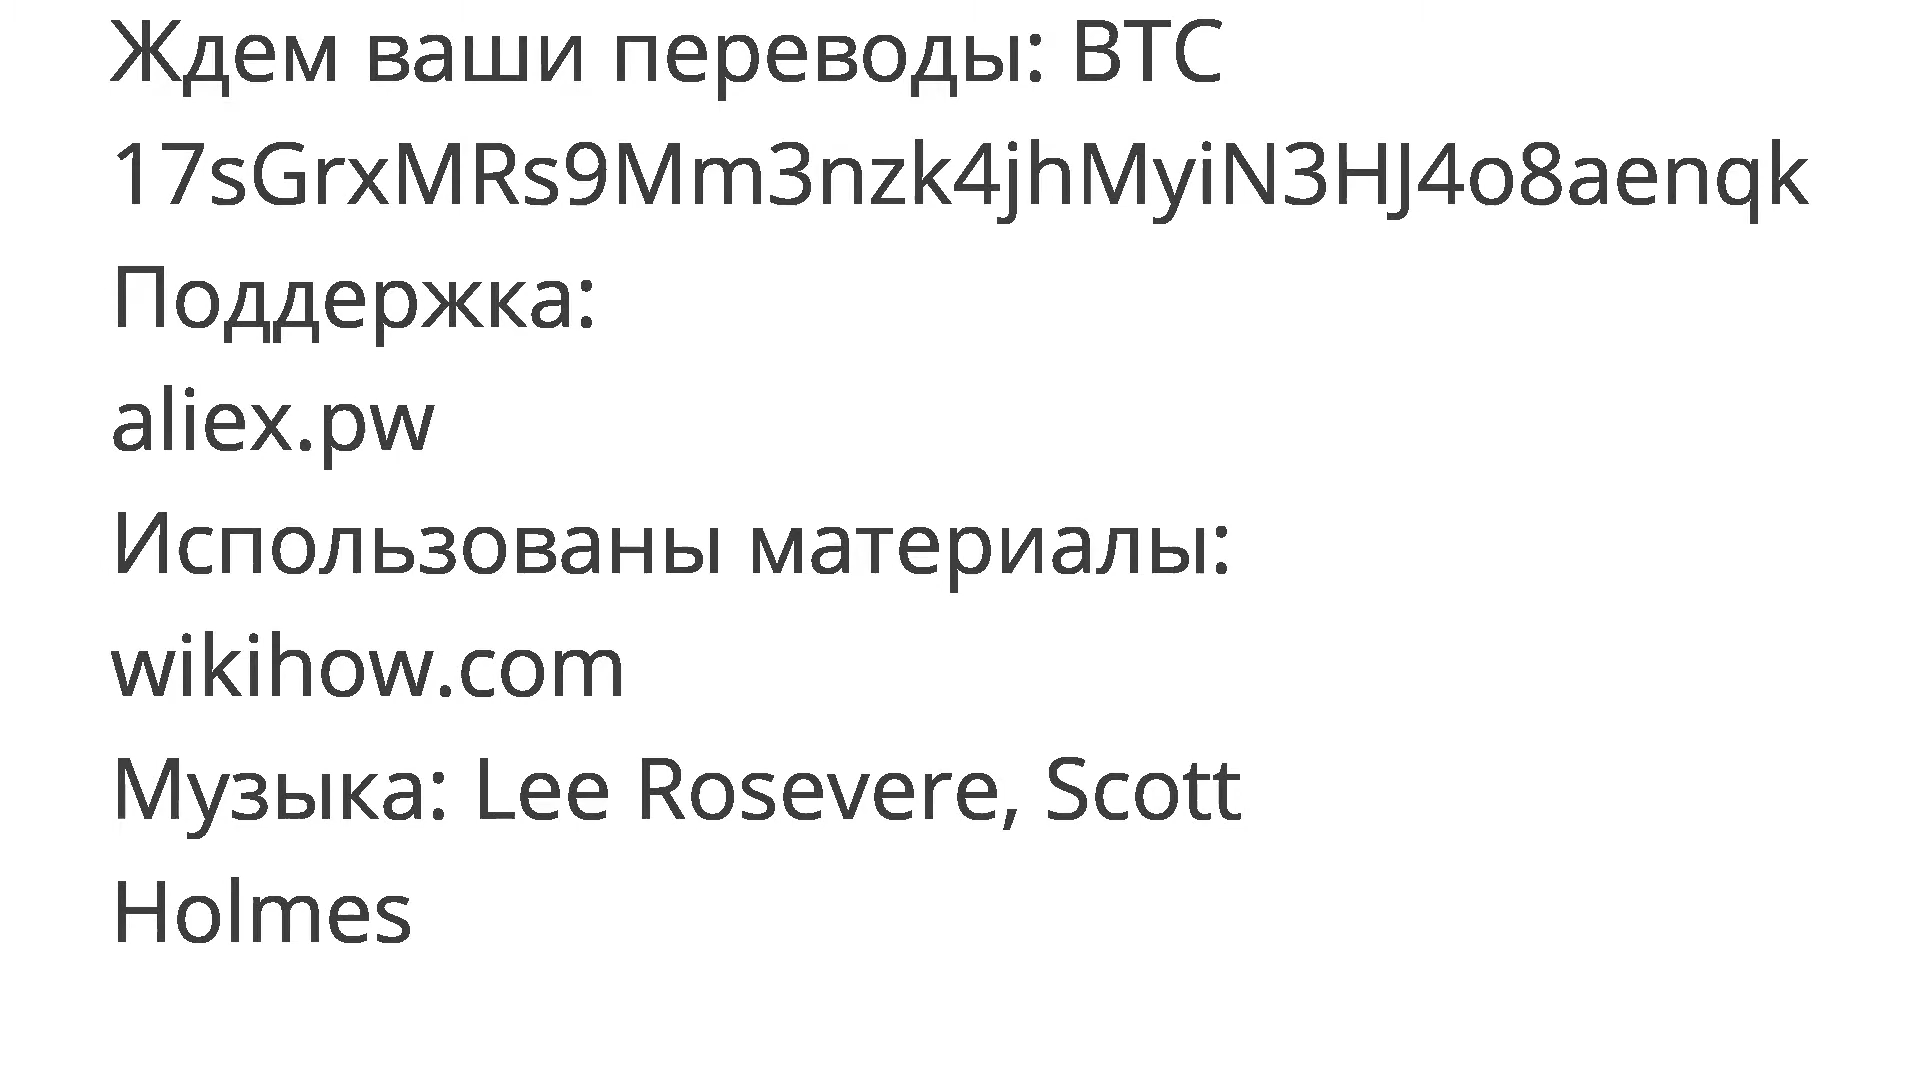 Ждем ваши переводы: BTC
17sGrxMRs9Mm3nzk4jhMyiN3HJ4o8aenqk
Поддержка:
aliex.pw
Использованы материалы:
wikihow.com
Музыка: Lee Rosevere, Scott
Holmes